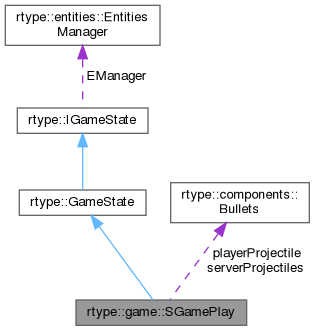 rtype::entities::Entities
Manager
EManager
rtype::IGameState
rtype::GameState
rtype::components::
Bullets
playerProjectile
serverProjectiles
rtype::game::SGamePlay